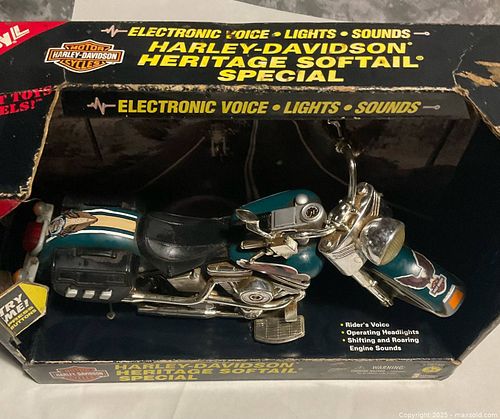 ELECTRONIC VOICE • LIGHTS • SOUNDS
MOTOR
HARLEY-DAVIDSON
CYCLES
HARLEY-DAVIDSON®
HERITAGE SOFTAIL®
SPECIAL
T TOYS
ELS!"
ELECTRONIC VOICE • LIGHTS • SOUNDS
TRY
ME!
• Rider's Voice
• Operating Headlights
• Shifting and Roaring
Engine Sounds
HARLEY-DAVIDSON
HARLEY-DAVIDSON
HERITAGE SOFTAIL
SPECIAL
WARNING
Copyright 2025 - maxsold.com